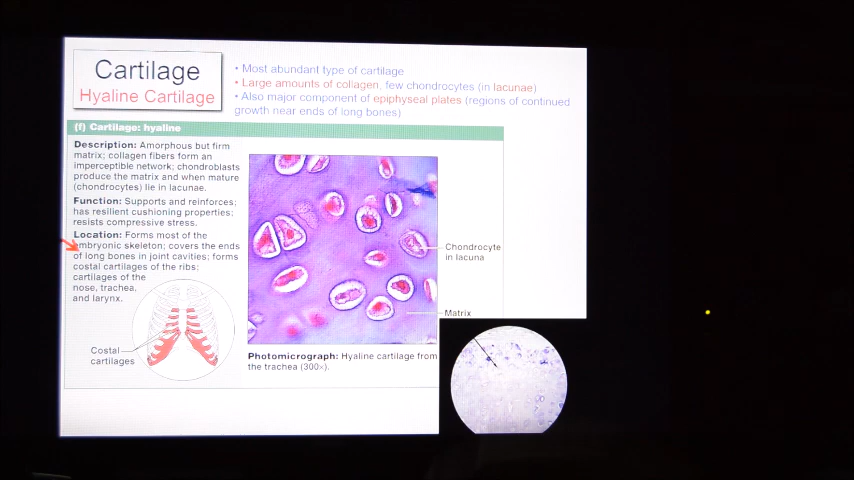 Cartilage
Hyaline Cartilage
• Most abundant type of cartilage
• Large amounts of collagen, few chondrocytes (in lacunae)
• Also major component of epiphyseal plates (regions of continued
growth near ends of long bones)
(f) Cartilage: hyaline
Description: Amorphous but firm
matrix; collagen fibers form an
imperceptible network; chondroblasts
produce the matrix and when mature
(chondrocytes) lie in lacunae.
Function: Supports and reinforces;
has resilient cushioning properties;
resists compressive stress.
Location: Forms most of the
embryonic skeleton; covers the ends
of long bones in joint cavities; forms
costal cartilages of the ribs;
cartilages of the
nose, trachea,
and larynx.
Costal
cartilages
Chondrocyte
in lacuna
Matrix
Photomicrograph: Hyaline cartilage from
the trachea (300×).